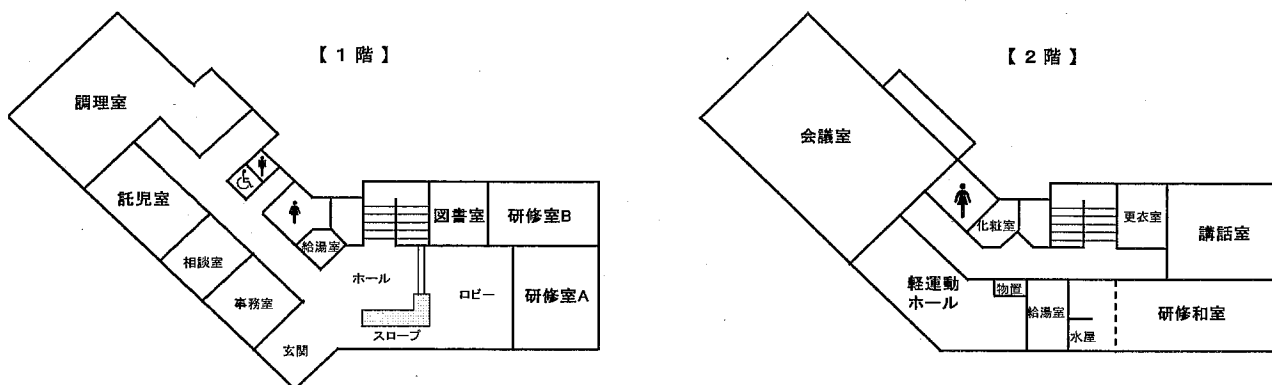 【 1 階 】
調理室
託児室
相談室
事務室
玄関
給湯室
ホール
スロープ
ロビー
図書室
研修室B
研修室A
【 2 階 】
会議室
化粧室
更衣室
講話室
軽運動
ホール
物置
給湯室
水屋
研修和室